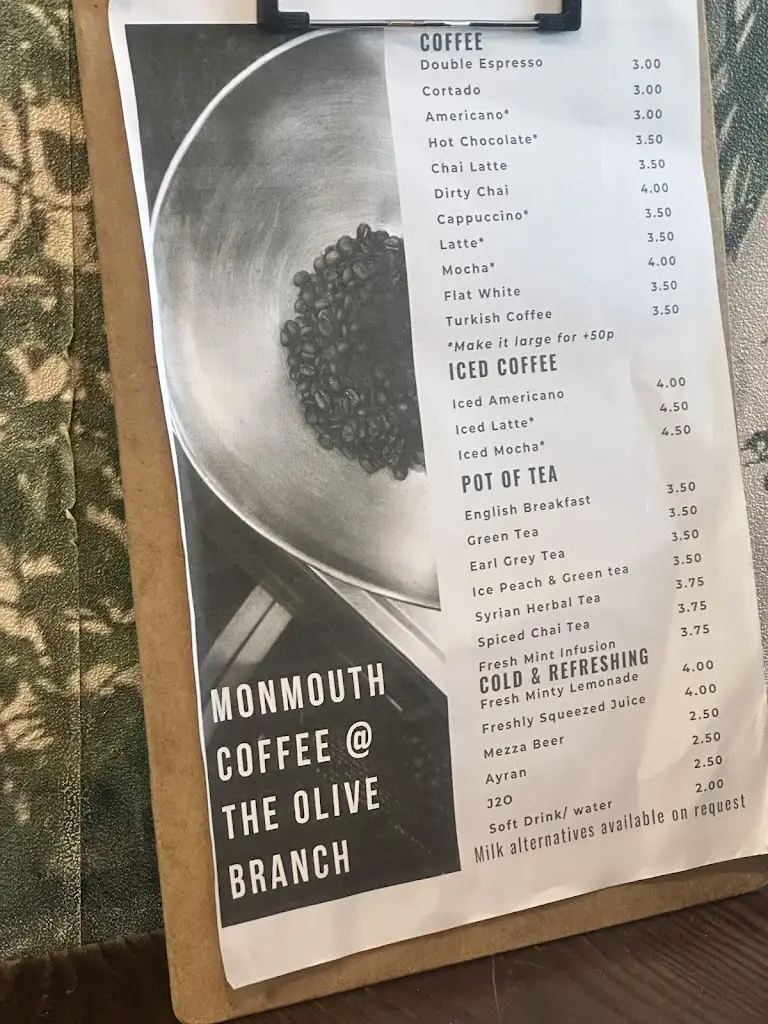 COFFEE
Double Espresso 3.00
Cortado 3.00
Americano* 3.00
Hot Chocolate* 3.50
Chai Latte 3.50
Dirty Chai 4.00
Cappuccino* 3.50
Latte* 3.50
Mocha* 4.00
Flat White 3.50
Turkish Coffee 3.50
*Make it large for +50p
ICED COFFEE
Iced Americano 4.00
Iced Latte* 4.50
Iced Mocha* 4.50
POT OF TEA
English Breakfast 3.50
Green Tea 3.50
Earl Grey Tea 3.50
Ice Peach & Green tea 3.50
Syrian Herbal Tea 3.75
Spiced Chai Tea 3.75
Fresh Mint Infusion 3.75
COLD & REFRESHING
Fresh Minty Lemonade 4.00
Freshly Squeezed Juice 4.00
Mezza Beer 2.50
Ayran 2.50
J2O 2.50
Soft Drink/ water 2.00
Milk alternatives available on request
MONMOUTH
COFFEE @
THE OLIVE
BRANCH